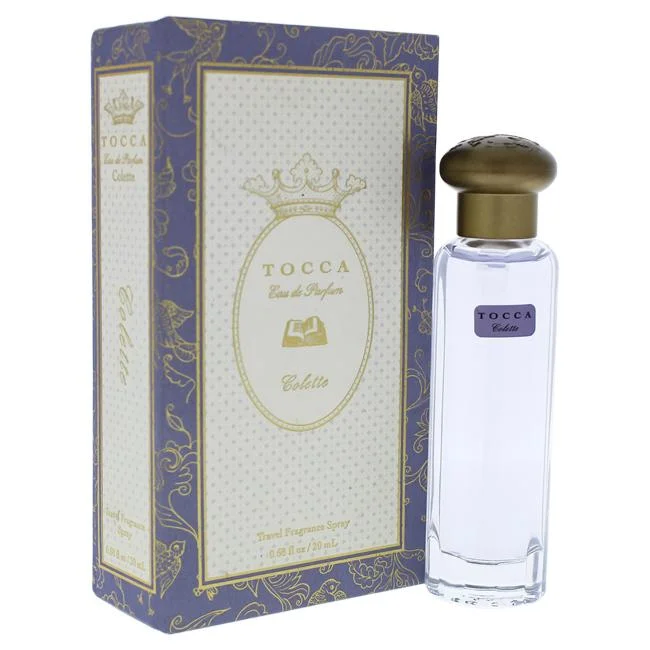 TOCCA
Eau de Parfum
Colette
Colette
Travel Fragrance
Spray
0.68 fl oz / 20 mL
TOCCA
Eau de Parfum
Colette
Travel Fragrance Spray
0.68 fl oz / 20 mL
TOCCA
Colette